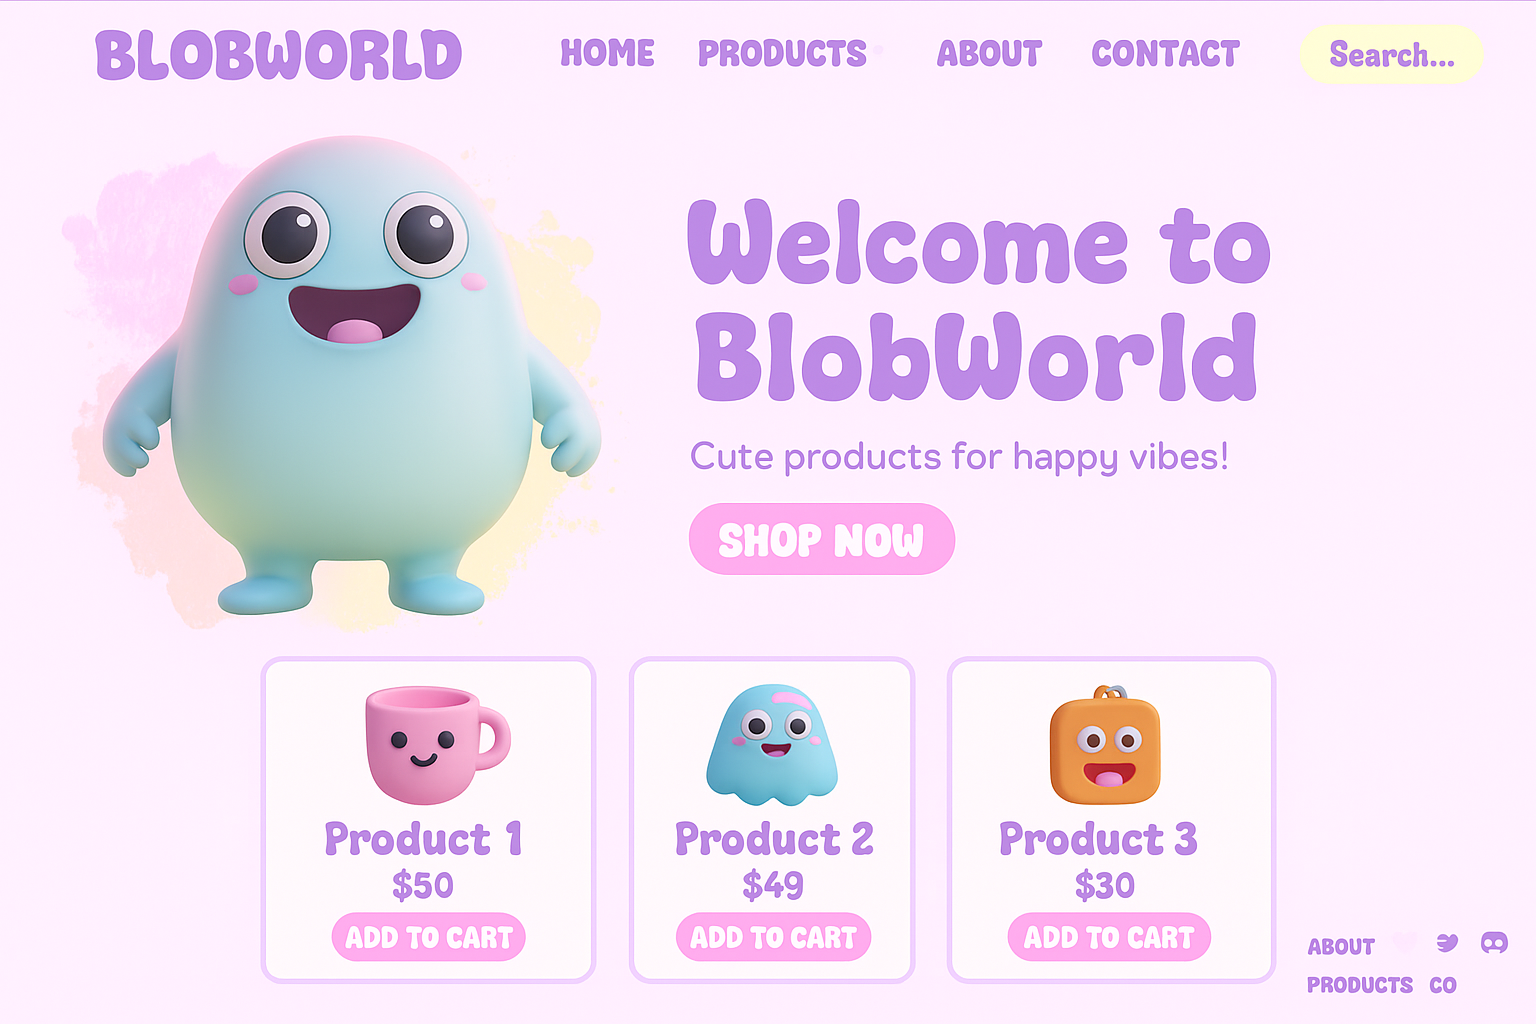 BLOBWORLD HOME PRODUCTS ABOUT CONTACT Search...
Welcome to
BlobWorld
Cute products for happy vibes!
SHOP NOW
Product 1
$50
ADD TO CART
Product 2
$49
ADD TO CART
Product 3
$30
ADD TO CART
ABOUT
PRODUCTS CO